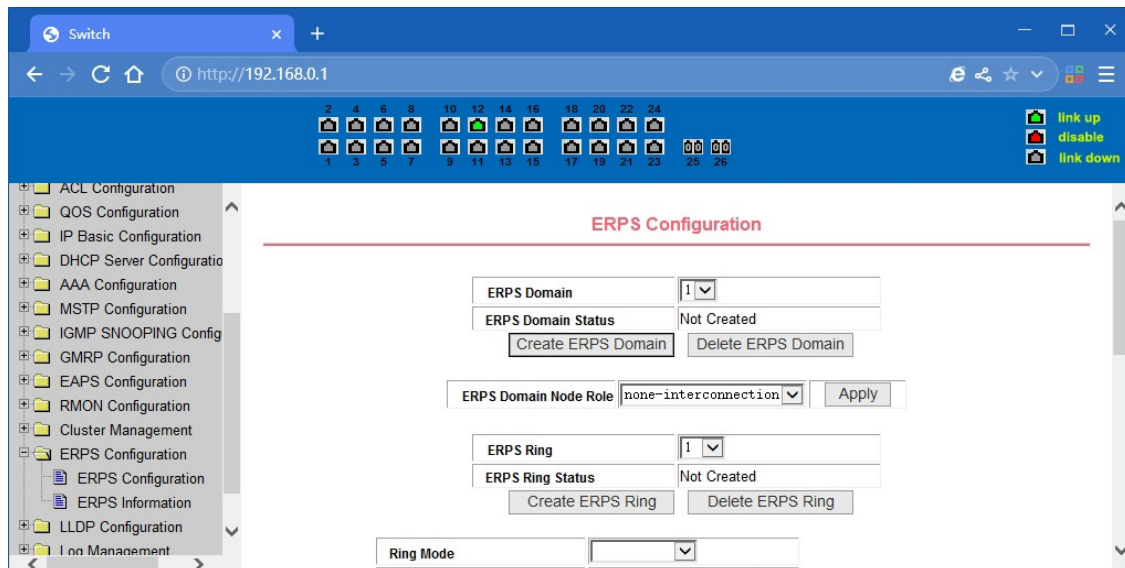 Switch
http://192.168.0.1
2 4 6 8 10 12 14 16 18 20 22 24
1 3 5 7 9 11 13 15 17 19 21 23 25 26
link up
disable
link down
ACL Configuration
QOS Configuration
IP Basic Configuration
DHCP Server Configuratio
AAA Configuration
MSTP Configuration
IGMP SNOOPING Config
GMRP Configuration
EAPS Configuration
RMON Configuration
Cluster Management
ERPS Configuration
ERPS Configuration
ERPS Information
LLDP Configuration
Log Management
ERPS Configuration
ERPS Domain 1
ERPS Domain Status Not Created
Create ERPS Domain Delete ERPS Domain
ERPS Domain Node Role none-interconnection Apply
ERPS Ring 1
ERPS Ring Status Not Created
Create ERPS Ring Delete ERPS Ring
Ring Mode